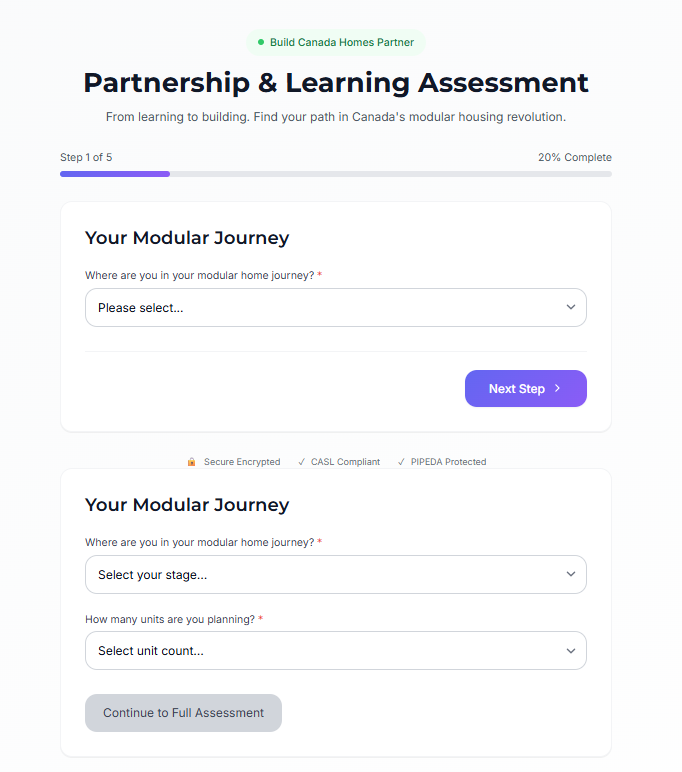 Build Canada Homes Partner
Partnership & Learning Assessment
From learning to building. Find your path in Canada's modular housing revolution.
Step 1 of 5
20% Complete
Your Modular Journey
Where are you in your modular home journey? *
Please select...
Next Step
Secure Encrypted ✓ CASL Compliant ✓ PIPEDA Protected
Your Modular Journey
Where are you in your modular home journey? *
Select your stage...
How many units are you planning? *
Select unit count...
Continue to Full Assessment